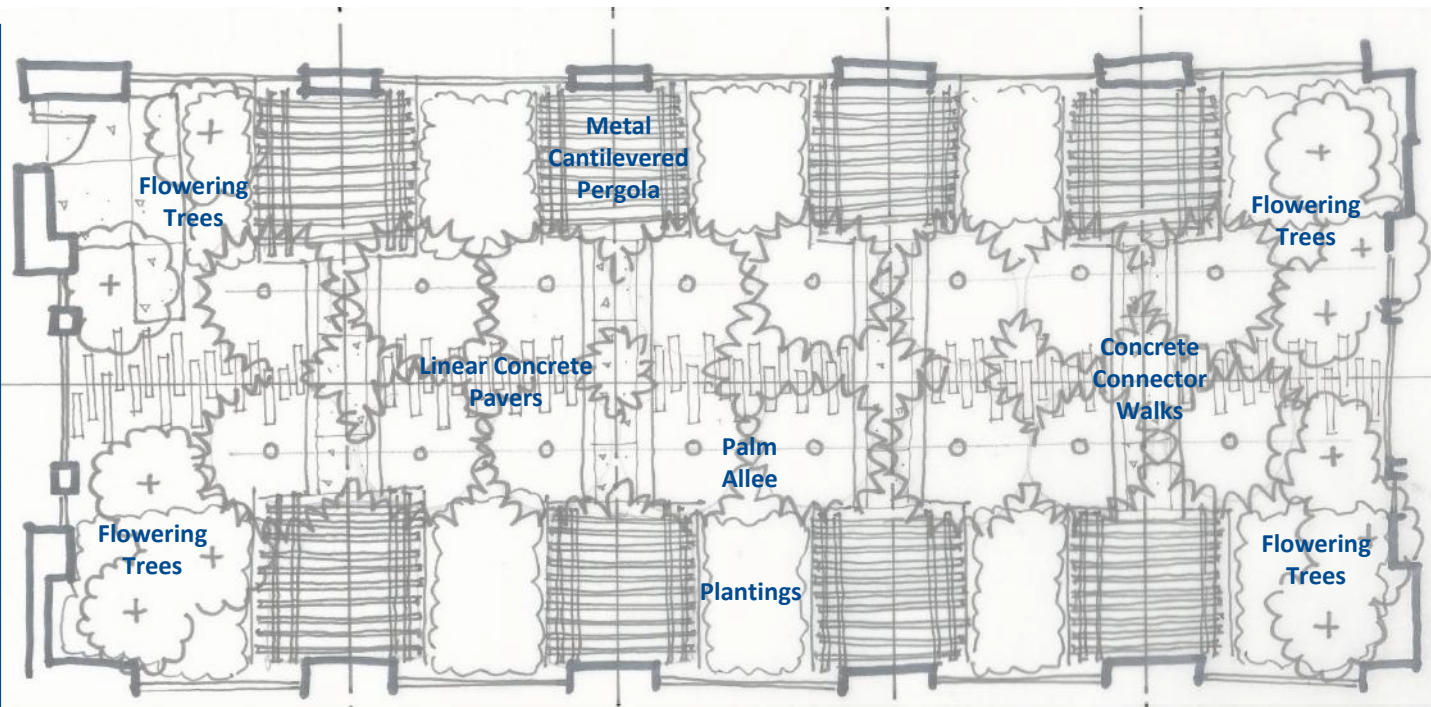 Metal
Cantilevered
Pergola
Flowering
Trees
Flowering
Trees
Linear Concrete
Pavers
Concrete
Connector
Walks
Palm
Allee
Flowering
Trees
Plantings
Flowering
Trees